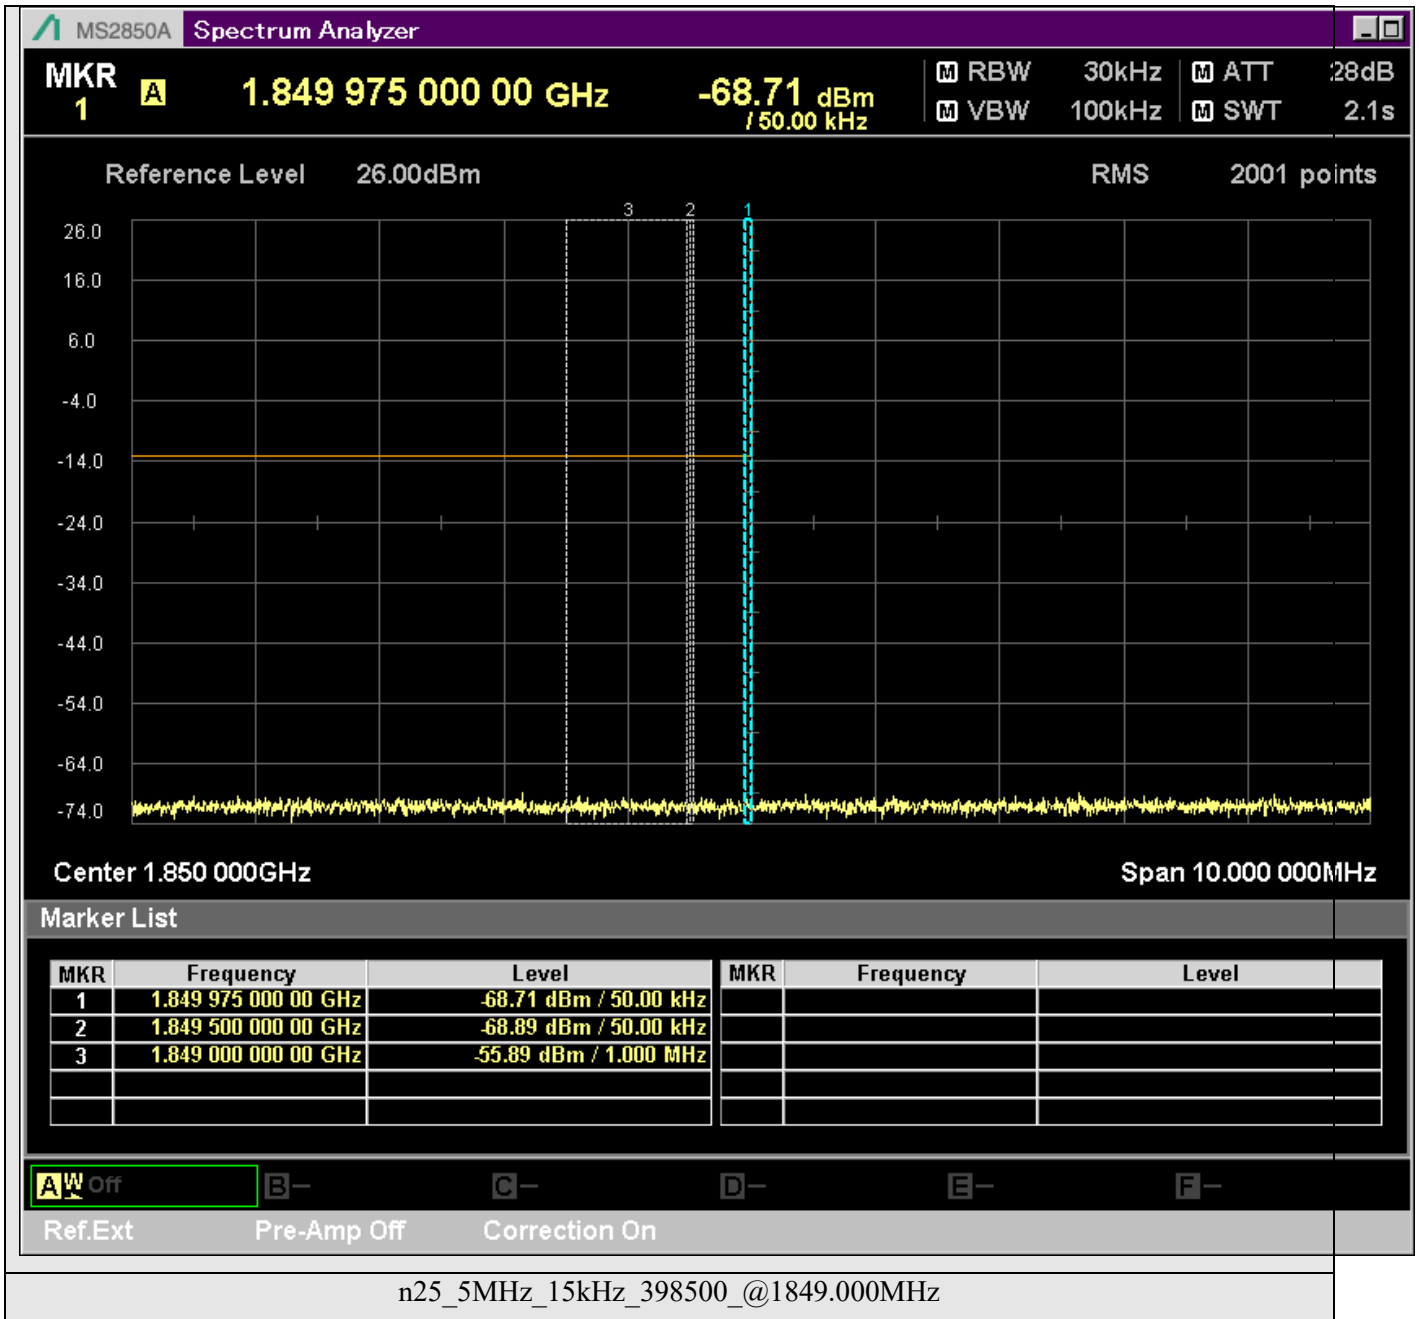 MS2850A Spectrum Analyzer
MKR 1 A 1.849 975 000 00 GHz -68.71 dBm / 50.00 kHz
M RBW 30kHz M ATT 28dB
M VBW 100kHz M SWT 2.1s
Reference Level 26.00dBm RMS 2001 points
3 2 1
26.0
16.0
6.0
-4.0
-14.0
-24.0
-34.0
-44.0
-54.0
-64.0
-74.0
Center 1.850 000GHz Span 10.000 000MHz
Marker List
MKR Frequency Level MKR Frequency Level
1 1.849 975 000 00 GHz -68.71 dBm / 50.00 kHz
2 1.849 500 000 00 GHz -68.89 dBm / 50.00 kHz
3 1.849 000 000 00 GHz -55.89 dBm / 1.000 MHz
A W Off B - C - D - E - F -
Ref.Ext Pre-Amp Off Correction On
n25_5MHz_15kHz_398500_@1849.000MHz